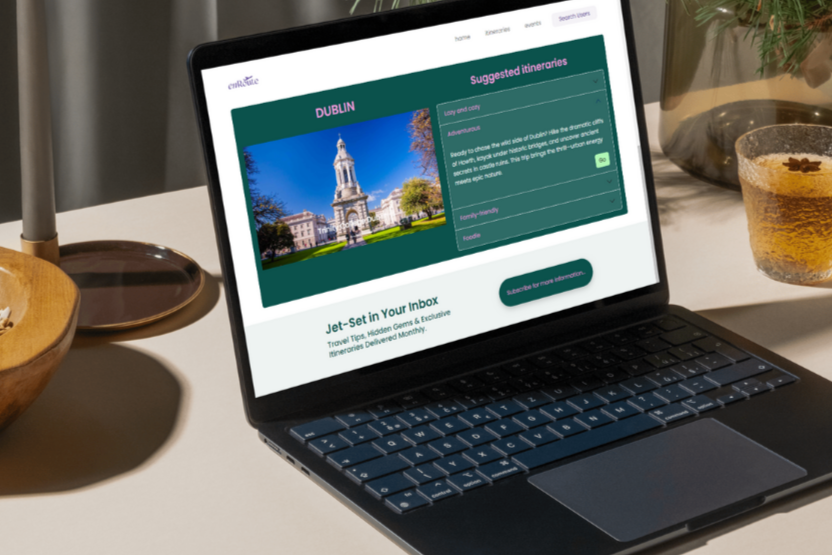 enRoute
home
itineraries
events
Search Users
DUBLIN
Suggested itineraries
cozy and cosy
Adventurous
Ready to chase the wild side of Dublin? Hike the dramatic cliffs
of Howth, kayak under historic bridges, and uncover ancient
secrets in castle ruins. This trip brings the thrill-urban energy
meets epic nature.
Go
Family-friendly
Foodie
Jet-Set in Your Inbox
Travel Tips, Hidden Gems & Exclusive
Itineraries Delivered Monthly.
Subscribe for more information...